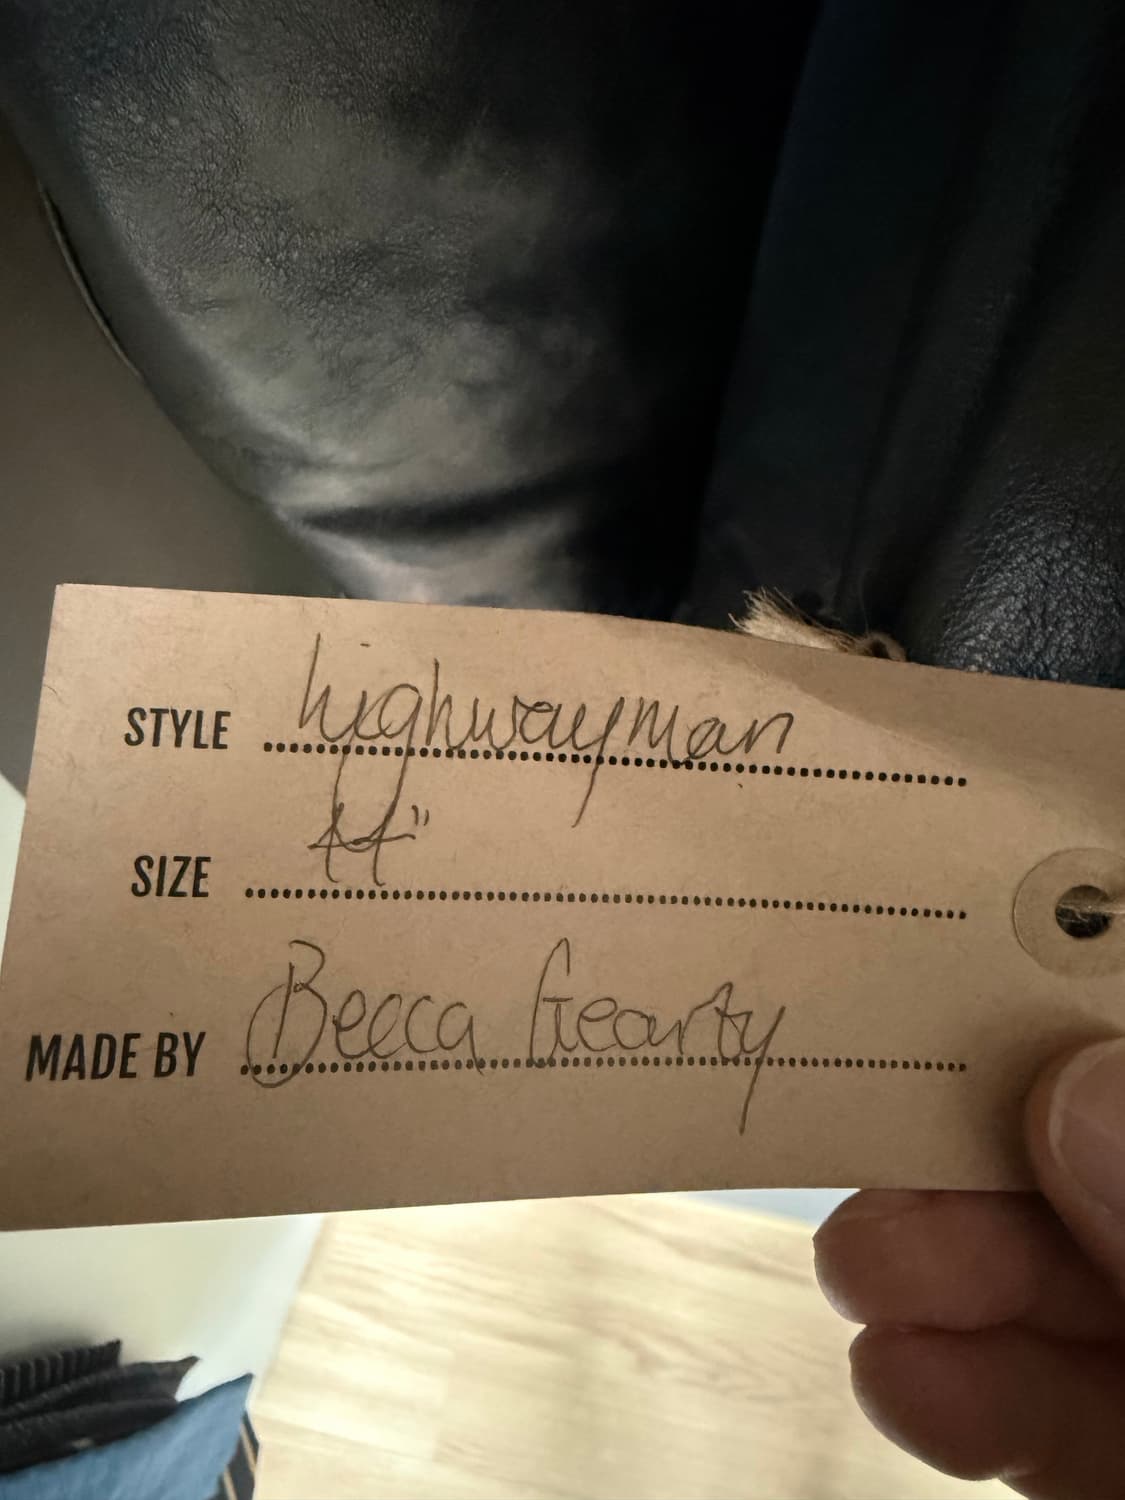 STYLE highwayman
SIZE 44"
MADE BY Becca Gearty